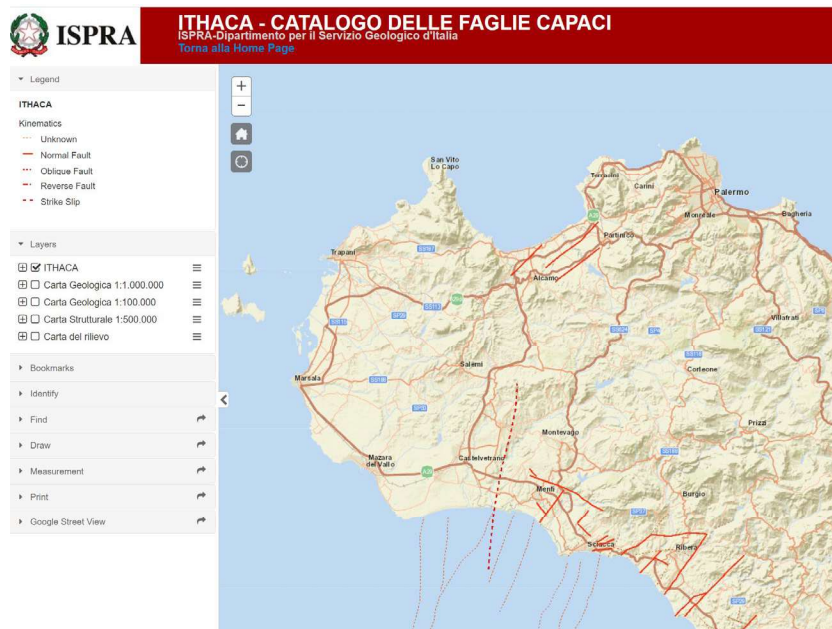 ISPRA
ITHACA - CATALOGO DELLE FAGLIE CAPACI
ISPRA-Dipartimento per il Servizio Geologico d'Italia
Torna alla Home Page
Legend
ITHACA
Kinematics
Unknown
Normal Fault
Oblique Fault
Reverse Fault
Strike Slip
Layers
ITHACA
Carta Geologica 1:1.000.000
Carta Geologica 1:100.000
Carta Strutturale 1:500.000
Carta del rilievo
Bookmarks
Identify
Find
Draw
Measurement
Print
Google Street View
+
−
San Vito
Lo Capo
Terrasini
Carini
Palermo
Monreale
Bagheria
Partinico
Trapani
Alcamo
Villafrati
Marsala
Salemi
Corleone
Prizzi
Montevago
Mazara
del Vallo
Castelvetrano
Menfi
Burgio
Sciacca
Ribera